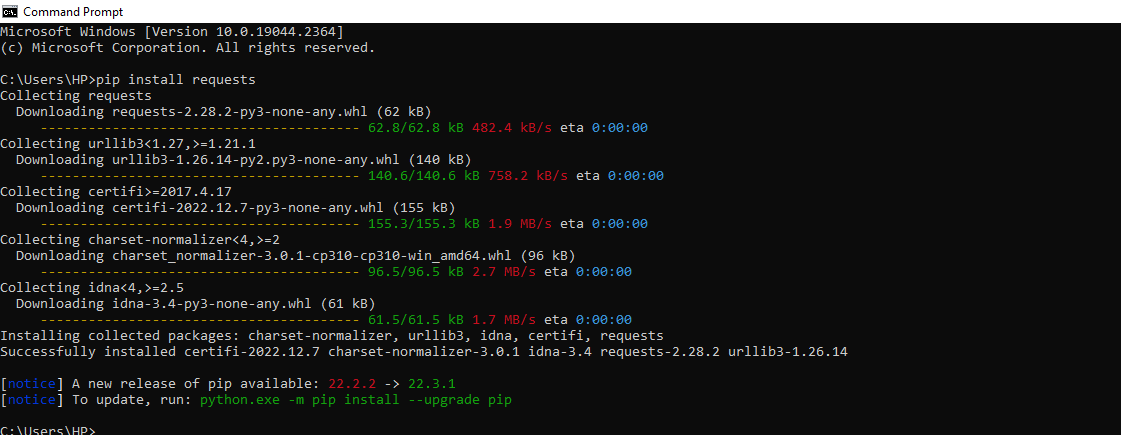 Command Prompt
Microsoft Windows [Version 10.0.19044.2364]
(c) Microsoft Corporation. All rights reserved.
C:\Users\HP>pip install requests
Collecting requests
  Downloading requests-2.28.2-py3-none-any.whl (62 kB)
     ---------------------------------------- 62.8/62.8 kB 482.4 kB/s eta 0:00:00
Collecting urllib3<1.27,>=1.21.1
  Downloading urllib3-1.26.14-py2.py3-none-any.whl (140 kB)
     ---------------------------------------- 140.6/140.6 kB 758.2 kB/s eta 0:00:00
Collecting certifi>=2017.4.17
  Downloading certifi-2022.12.7-py3-none-any.whl (155 kB)
     ---------------------------------------- 155.3/155.3 kB 1.9 MB/s eta 0:00:00
Collecting charset-normalizer<4,>=2
  Downloading charset_normalizer-3.0.1-cp310-cp310-win_amd64.whl (96 kB)
     ---------------------------------------- 96.5/96.5 kB 2.7 MB/s eta 0:00:00
Collecting idna<4,>=2.5
  Downloading idna-3.4-py3-none-any.whl (61 kB)
     ---------------------------------------- 61.5/61.5 kB 1.7 MB/s eta 0:00:00
Installing collected packages: charset-normalizer, urllib3, idna, certifi, requests
Successfully installed certifi-2022.12.7 charset-normalizer-3.0.1 idna-3.4 requests-2.28.2 urllib3-1.26.14
[notice] A new release of pip available: 22.2.2 -> 22.3.1
[notice] To update, run: python.exe -m pip install --upgrade pip
C:\Users\HP>